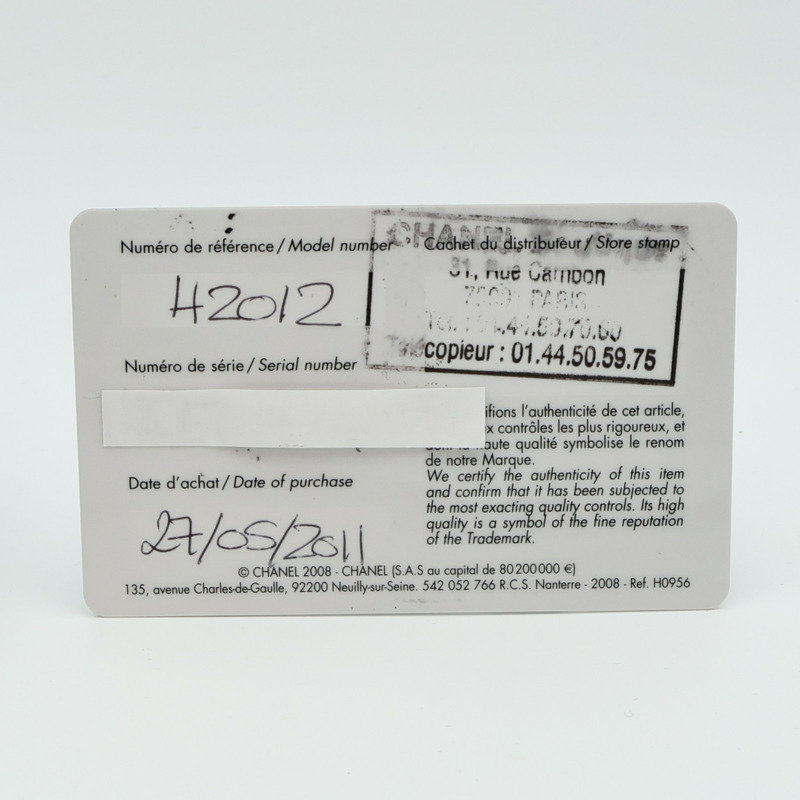 Numéro de référence / Model number
H2012
Numéro de série / Serial number
Date d'achat / Date of purchase
27/05/2011
Cachet du distributeur / Store stamp
CHANEL
31, Rue Cambon
PARIS
copieur : 01.44.50.59.75
ifions l'authenticité de cet article,
x contrôles les plus rigoureux, et
dont la haute qualité symbolise le renom
de notre Marque.
We certify the authenticity of this item
and confirm that it has been subjected to
the most exacting quality controls. Its high
quality is a symbol of the fine reputation
of the Trademark.
© CHANEL 2008 - CHANEL (S.A.S au capital de 80 200 000 €)
135, avenue Charles-de-Gaulle, 92200 Neuilly-sur-Seine. 542 052 766 R.C.S. Nanterre - 2008 - Ref. H0956